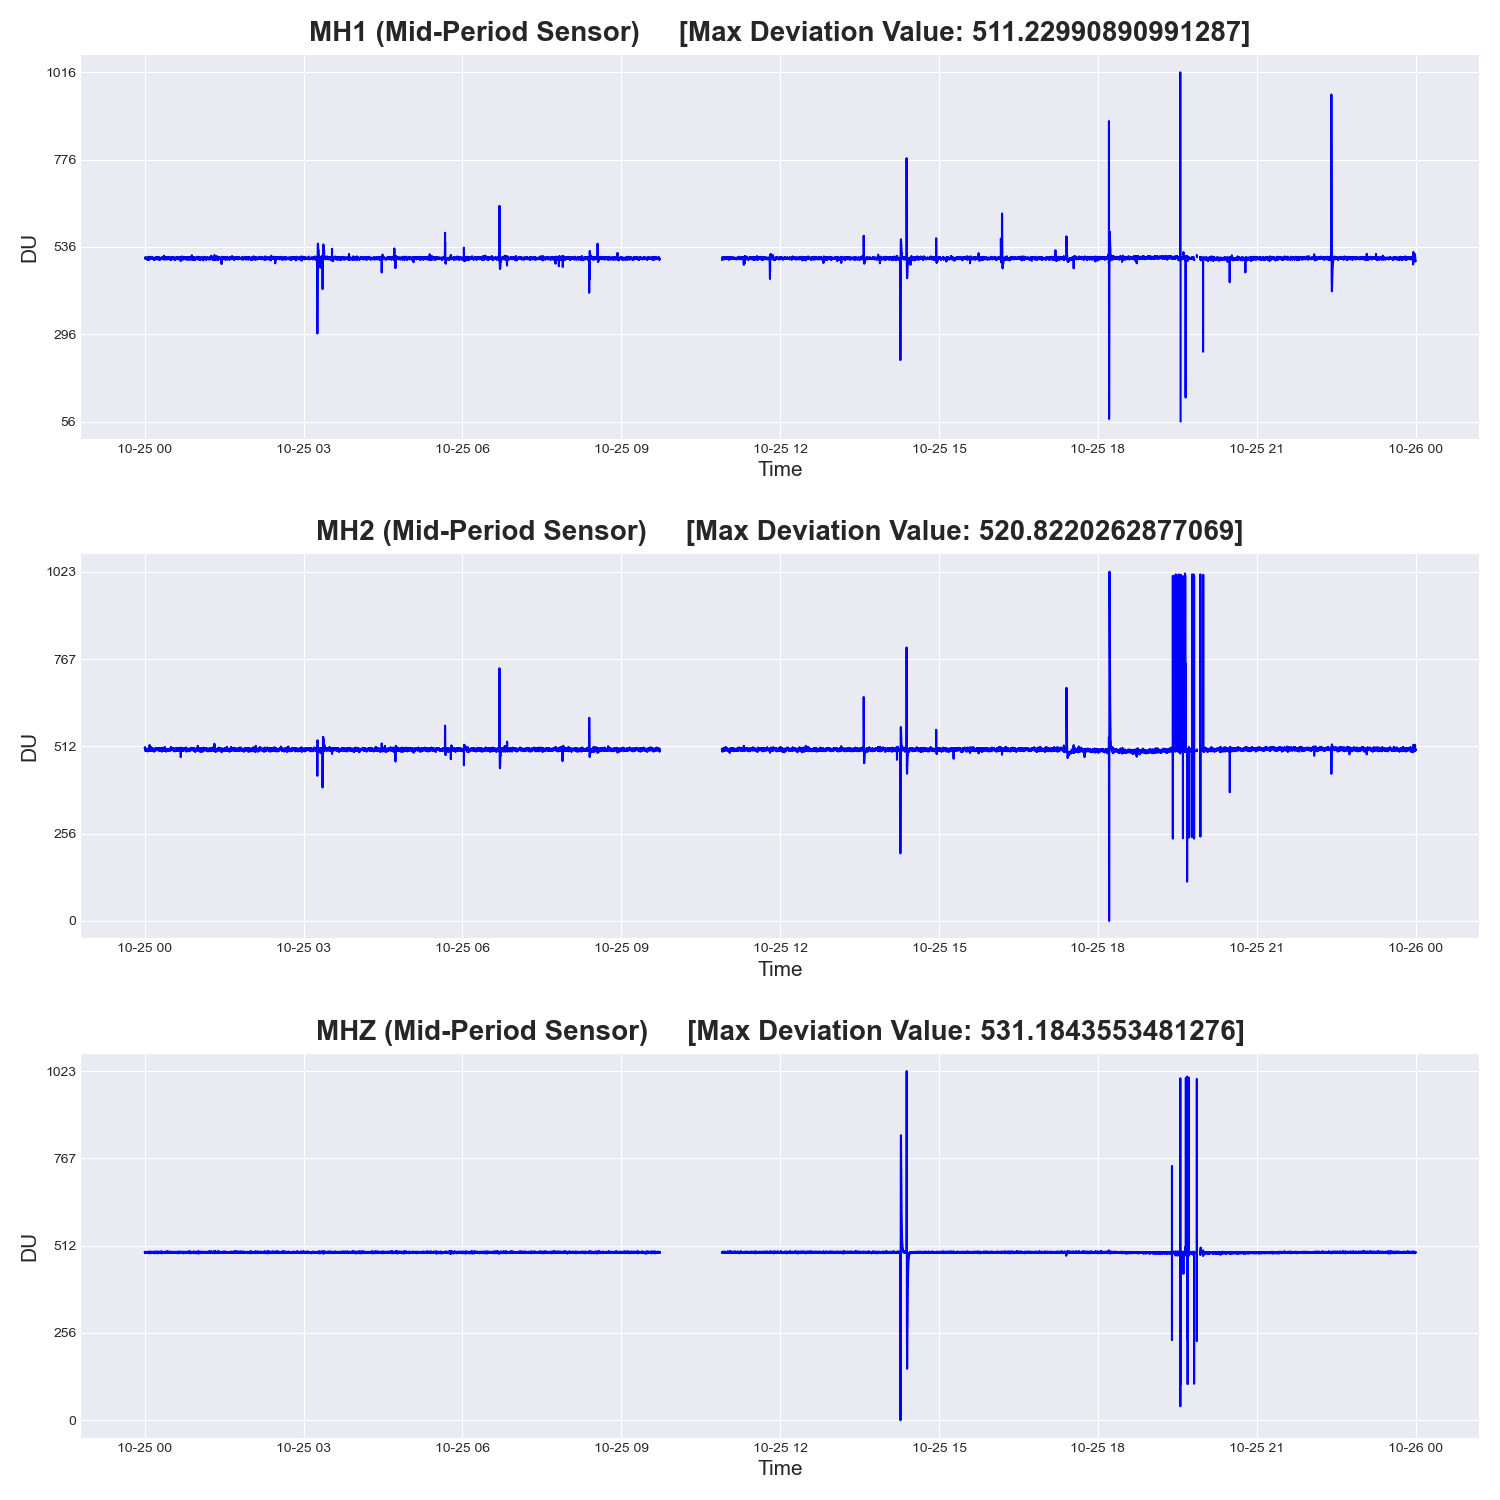 MH1 (Mid-Period Sensor) [Max Deviation Value: 511.22990890991287]
1016
776
536
296
56
DU
10-25 00 10-25 03 10-25 06 10-25 09 10-25 12 10-25 15 10-25 18 10-25 21 10-26 00
Time
MH2 (Mid-Period Sensor) [Max Deviation Value: 520.8220262877069]
1023
767
512
256
0
DU
10-25 00 10-25 03 10-25 06 10-25 09 10-25 12 10-25 15 10-25 18 10-25 21 10-26 00
Time
MHZ (Mid-Period Sensor) [Max Deviation Value: 531.1843553481276]
1023
767
512
256
0
DU
10-25 00 10-25 03 10-25 06 10-25 09 10-25 12 10-25 15 10-25 18 10-25 21 10-26 00
Time